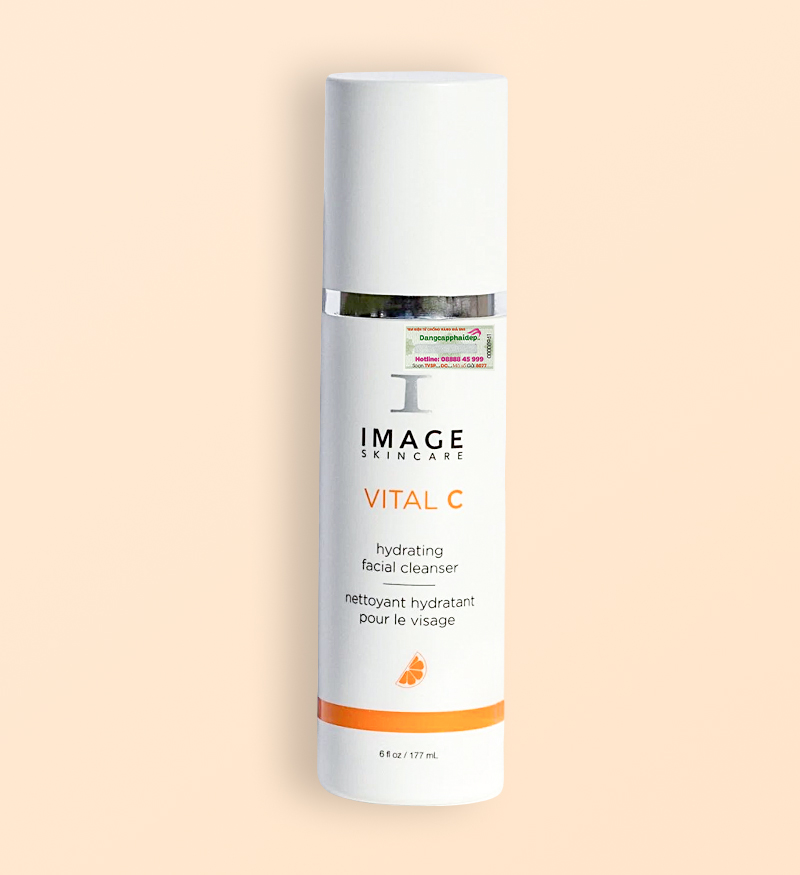 Dangcapphaidep
Hotline: 08888 45 999
IMAGE
SKINCARE
VITAL C
hydrating
facial cleanser
nettoyant hydratant
pour le visage
6 fl oz / 177 mL